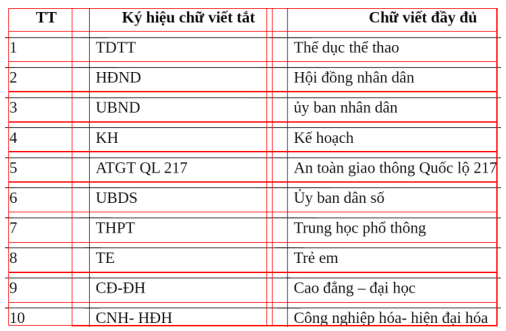 TT Ký hiệu chữ viết tắt Chữ viết đầy đủ
1 TDTT Thể dục thể thao
2 HĐND Hội đồng nhân dân
3 UBND ủy ban nhân dân
4 KH Kế hoạch
5 ATGT QL 217 An toàn giao thông Quốc lộ 217
6 UBDS Ủy ban dân số
7 THPT Trung học phổ thông
8 TE Trẻ em
9 CĐ-ĐH Cao đẳng – đại học
10 CNH- HĐH Công nghiệp hóa- hiện đại hóa